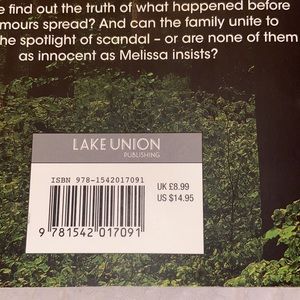 e find out the truth of what happened before
mours spread? And can the family unite to
he spotlight of scandal – or are none of them
as innocent as Melissa insists?
LAKE UNION
PUBLISHING
ISBN 978-1542017091
UK £8.99
US $14.95
9 781542 017091